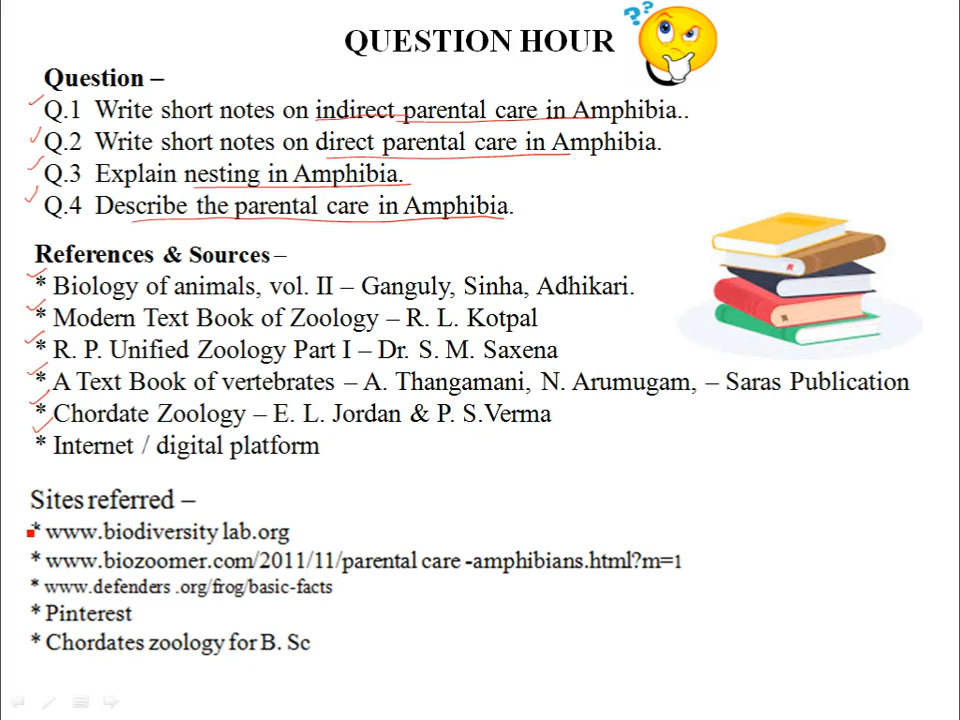 QUESTION HOUR
Question –
Q.1 Write short notes on indirect parental care in Amphibia..
Q.2 Write short notes on direct parental care in Amphibia.
Q.3 Explain nesting in Amphibia.
Q.4 Describe the parental care in Amphibia.
References & Sources –
* Biology of animals, vol. II – Ganguly, Sinha, Adhikari.
* Modern Text Book of Zoology – R. L. Kotpal
* R. P. Unified Zoology Part I – Dr. S. M. Saxena
* A Text Book of vertebrates – A. Thangamani, N. Arumugam, – Saras Publication
* Chordate Zoology – E. L. Jordan & P. S.Verma
* Internet / digital platform
Sites referred –
* www.biodiversity lab.org
* www.biozoomer.com/2011/11/parental care -amphibians.html?m=1
* www.defenders .org/frog/basic-facts
* Pinterest
* Chordates zoology for B. Sc